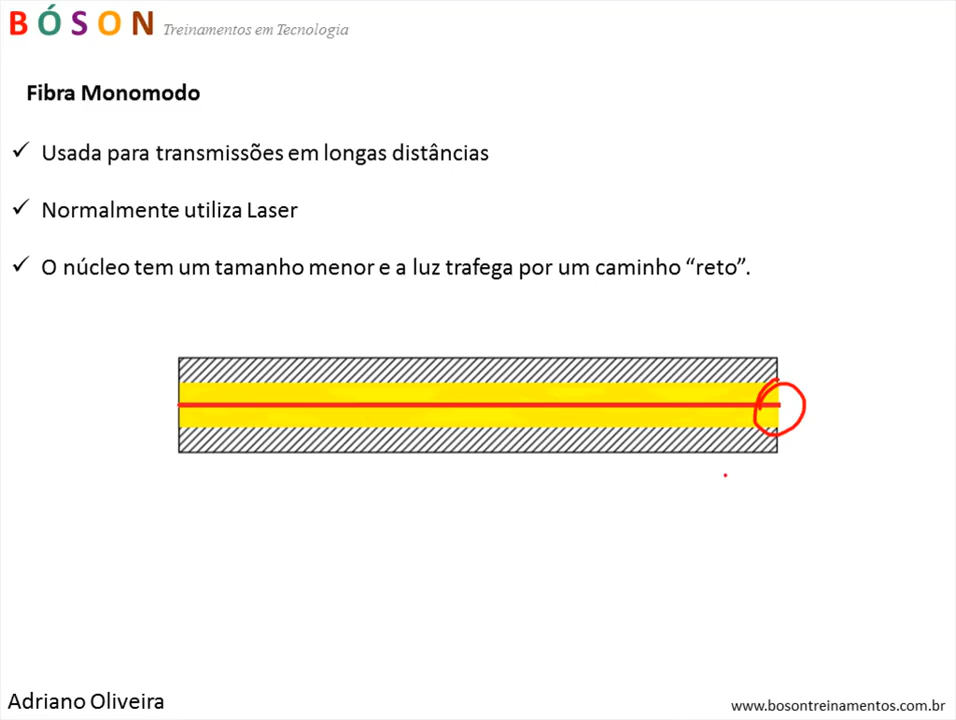 BÓSON Treinamentos em Tecnologia
Fibra Monomodo
✓ Usada para transmissões em longas distâncias
✓ Normalmente utiliza Laser
✓ O núcleo tem um tamanho menor e a luz trafega por um caminho “reto”.
Adriano Oliveira
www.bosontreinamentos.com.br